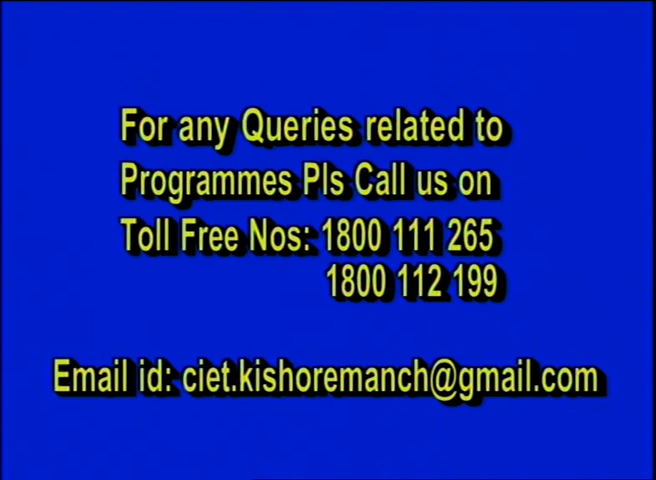 For any Queries related to
Programmes Pls Call us on
Toll Free Nos: 1800 111 265
1800 112 199
Email id: ciet.kishoremanch@gmail.com